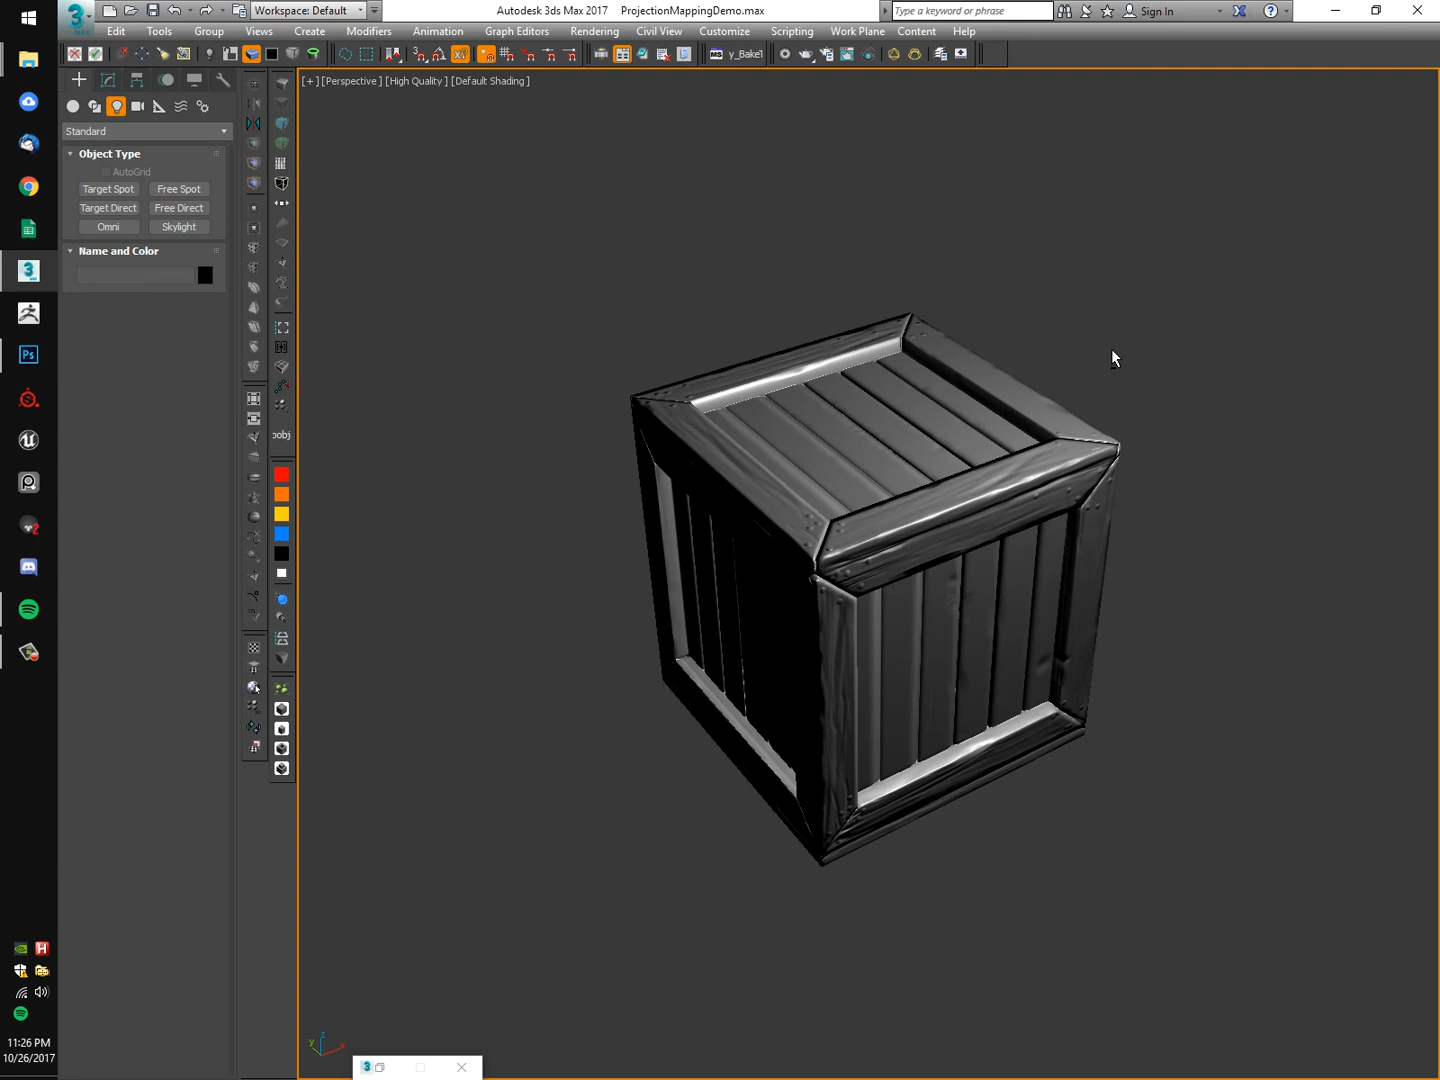 Workspace: Default
Autodesk 3ds Max 2017 ProjectionMappingDemo.max
Type a keyword or phrase
Sign In
Edit Tools Group Views Create Modifiers Animation Graph Editors Rendering Civil View Customize Scripting Work Plane Content Help
MS y_Bake1
[+] [Perspective ] [High Quality ] [Default Shading ]
Standard
Object Type
AutoGrid
Target Spot Free Spot
Target Direct Free Direct
Omni Skylight
Name and Color
Ps
11:26 PM
10/26/2017